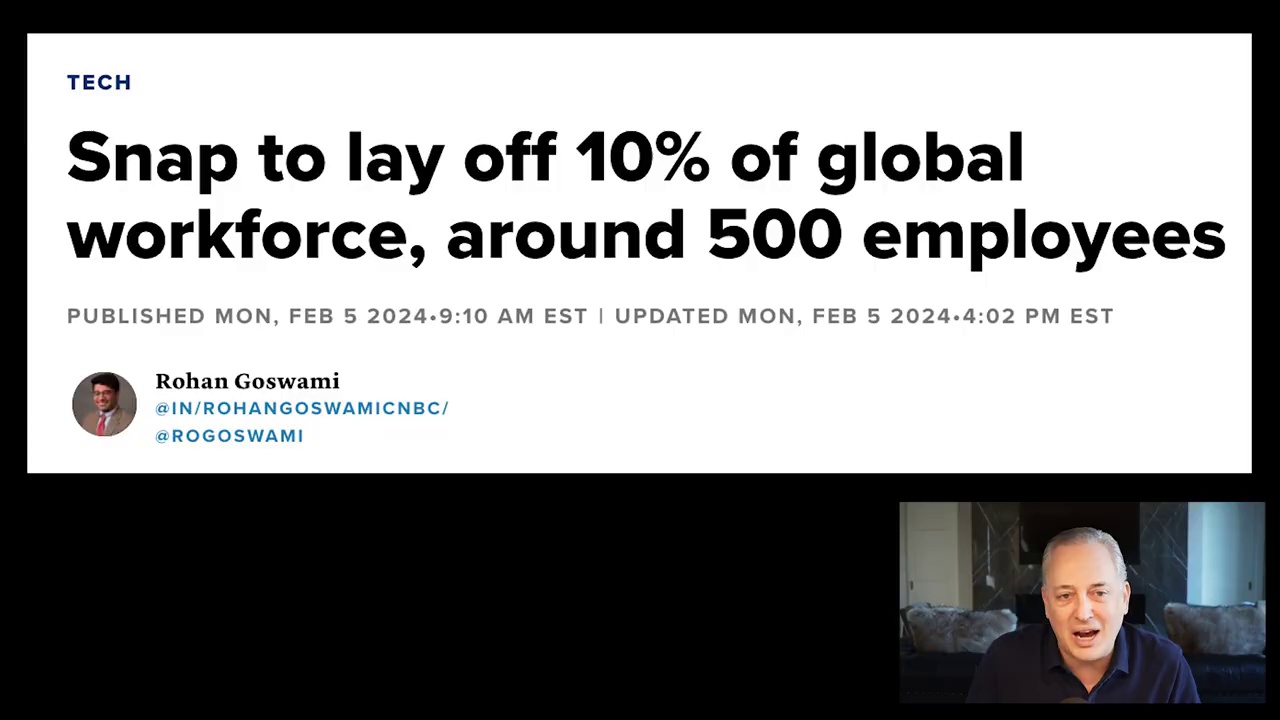 TECH
Snap to lay off 10% of global
workforce, around 500 employees
PUBLISHED MON, FEB 5 2024•9:10 AM EST | UPDATED MON, FEB 5 2024•4:02 PM EST
Rohan Goswami
@IN/ROHANGOSWAMICNBC/
@ROGOSWAMI